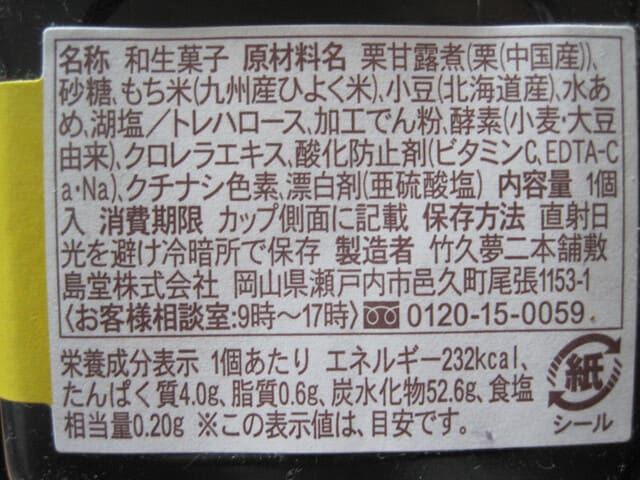 名称 和生菓子 原材料名 栗甘露煮(栗(中国産))、
砂糖、もち米(九州産ひよく米)、小豆(北海道産)、水あ
め、湖塩／トレハロース、加工でん粉、酵素(小麦・大豆
由来)、クロレラエキス、酸化防止剤(ビタミンC、EDTA-C
a・Na)、クチナシ色素、漂白剤(亜硫酸塩) 内容量 1個
入 消費期限 カップ側面に記載 保存方法 直射日
光を避け冷暗所で保存 製造者 竹久夢二本舗敷
島堂株式会社 岡山県瀬戸内市邑久町尾張1153-1
〈お客様相談室:9時〜17時〉 0120-15-0059
栄養成分表示 1個あたり エネルギー232kcal、
たんぱく質4.0g、脂質0.6g、炭水化物52.6g、食塩
相当量0.20g ※この表示値は、目安です。
紙
シール